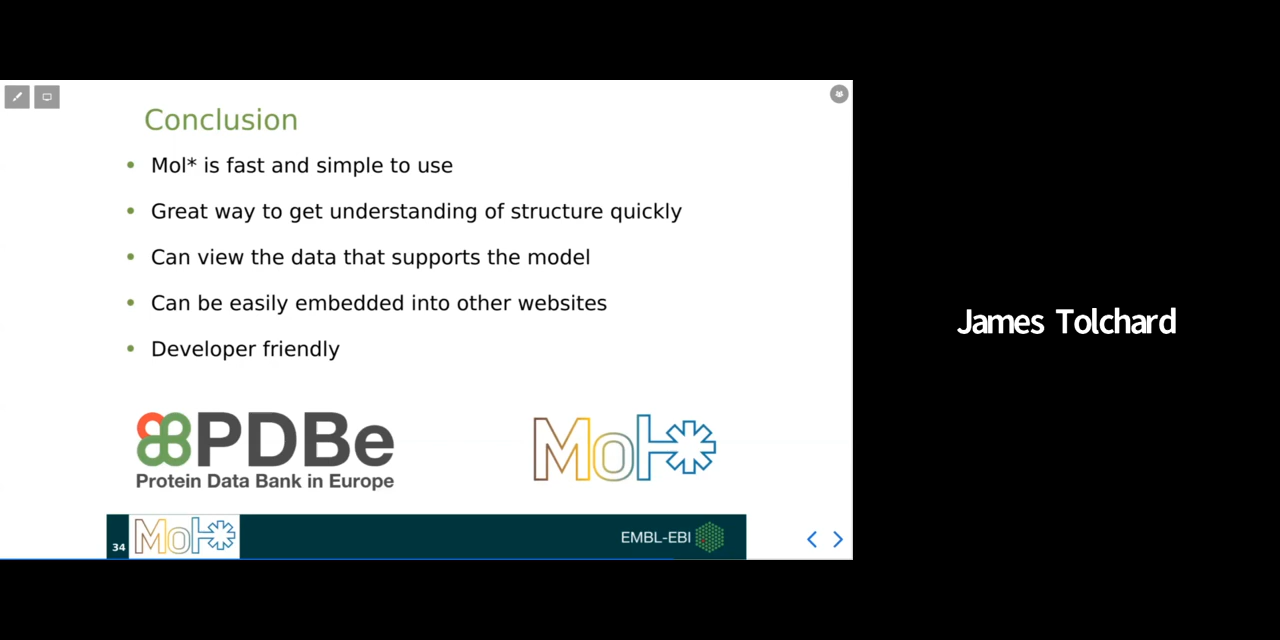 Conclusion
Mol* is fast and simple to use
Great way to get understanding of structure quickly
Can view the data that supports the model
Can be easily embedded into other websites
Developer friendly
PDBe
Protein Data Bank in Europe
Mol*
34
Mol*
EMBL-EBI
James Tolchard